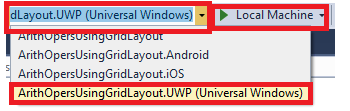 dLayout.UWP (Universal Windows) Local Machine
ArithOpersUsingGridLayout
ArithOpersUsingGridLayout.Android
ArithOpersUsingGridLayout.iOS
ArithOpersUsingGridLayout.UWP (Universal Windows)